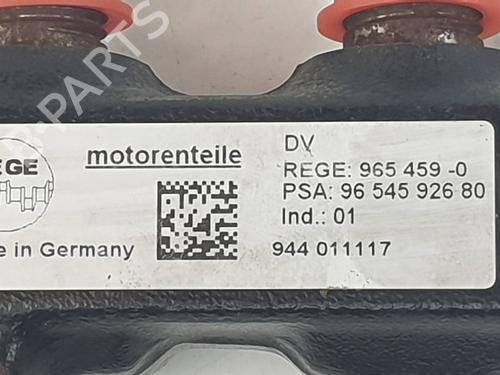 EGE
motorenteile
DV
REGE: 965 459 -0
PSA: 96 545 926 80
Ind.: 01
e in Germany
944 011117
PARTS